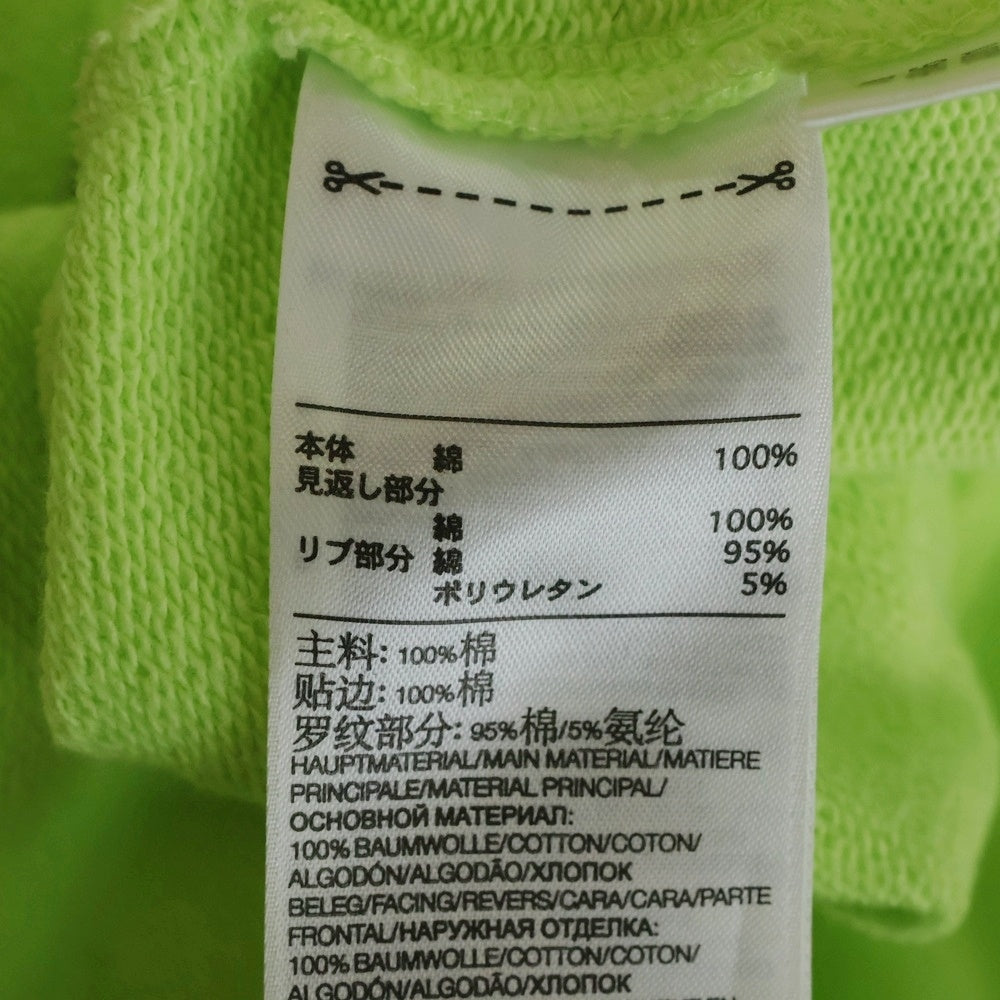 本体 綿 100%
見返し部分
綿 100%
リブ部分 綿 95%
ポリウレタン 5%
主料: 100%棉
贴边: 100%棉
罗纹部分: 95%棉/5%氨纶
HAUPTMATERIAL/MAIN MATERIAL/MATIERE
PRINCIPALE/MATERIAL PRINCIPAL/
ОСНОВНОЙ МАТЕРИАЛ:
100% BAUMWOLLE/COTTON/COTON/
ALGODÓN/ALGODÃO/ХЛОПОК
BELEG/FACING/REVERS/CARA/CARA/PARTE
FRONTAL/НАРУЖНАЯ ОТДЕЛКА:
100% BAUMWOLLE/COTTON/COTON/
ALGODÓN/ALGODÃO/ХЛОПОК